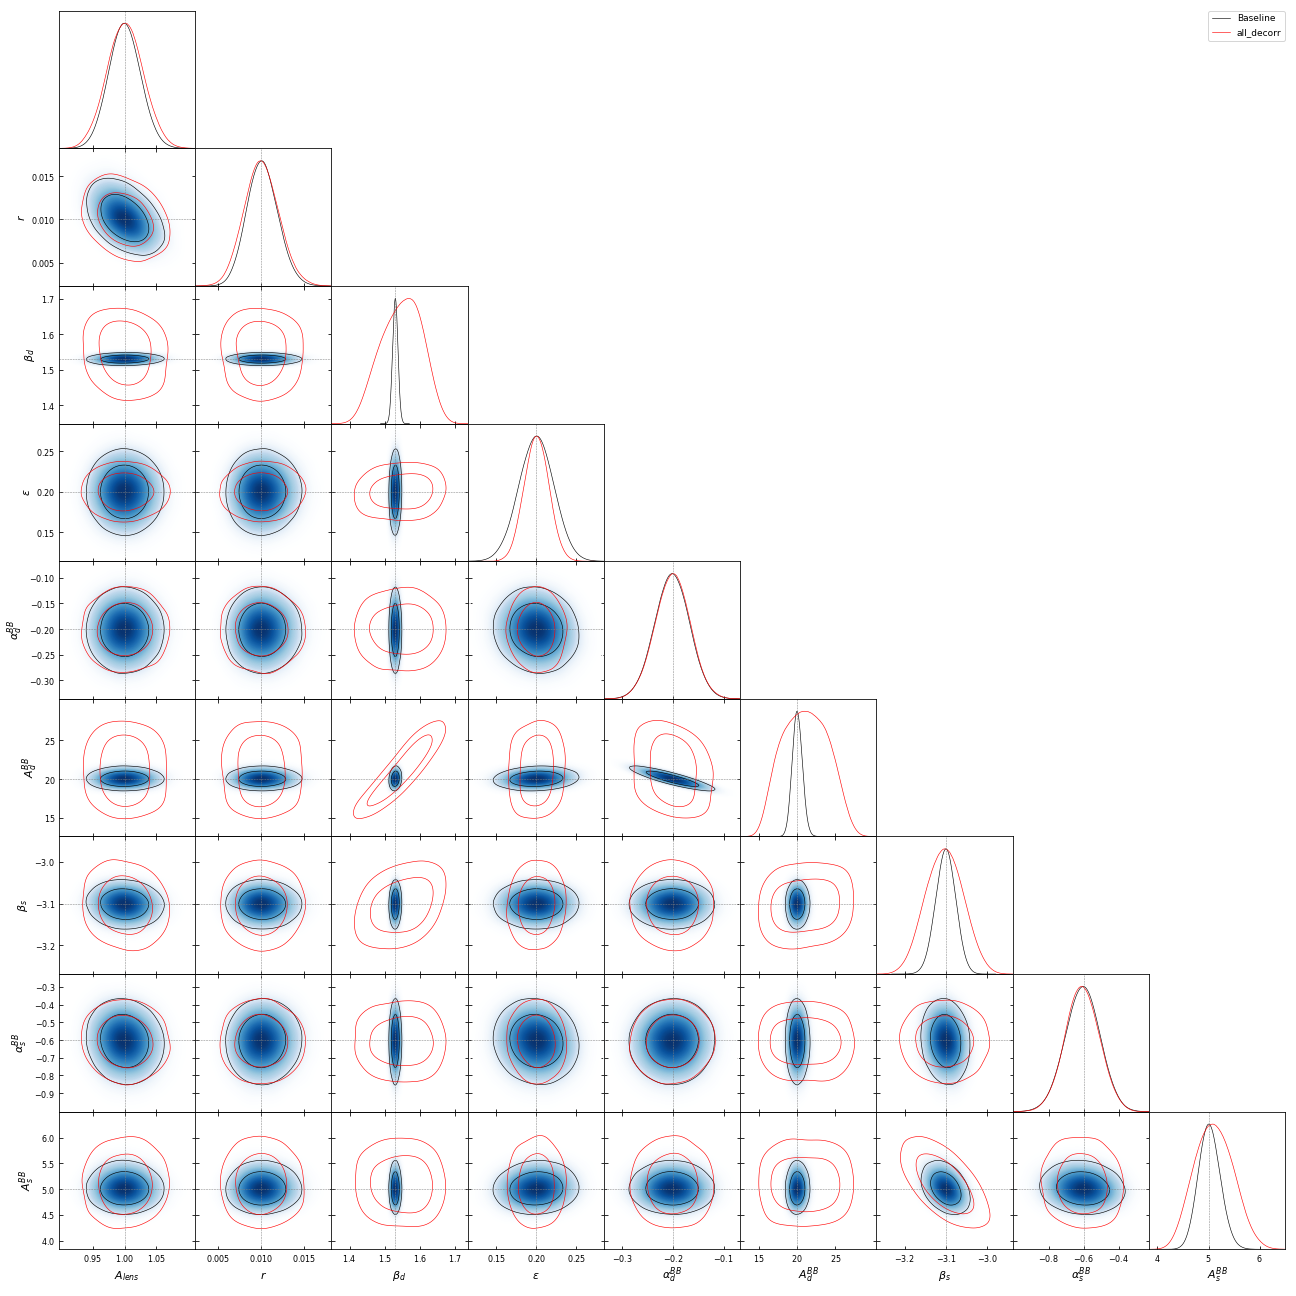 Baseline
all_decorr
0.015
0.010
0.005
r
1.7
1.6
1.5
1.4
β_d
0.25
0.20
0.15
ε
−0.10
−0.15
−0.20
−0.25
−0.30
α_d^{BB}
25
20
15
A_d^{BB}
−3.0
−3.1
−3.2
β_s
−0.3
−0.4
−0.5
−0.6
−0.7
−0.8
−0.9
α_s^{BB}
6.0
5.5
5.0
4.5
4.0
A_s^{BB}
0.95 1.00 1.05 0.005 0.010 0.015 1.4 1.5 1.6 1.7 0.15 0.20 0.25 −0.3 −0.2 −0.1 15 20 25 −3.2 −3.1 −3.0 −0.8 −0.6 −0.4 4 5 6
A_{lens} r β_d ε α_d^{BB} A_d^{BB} β_s α_s^{BB} A_s^{BB}